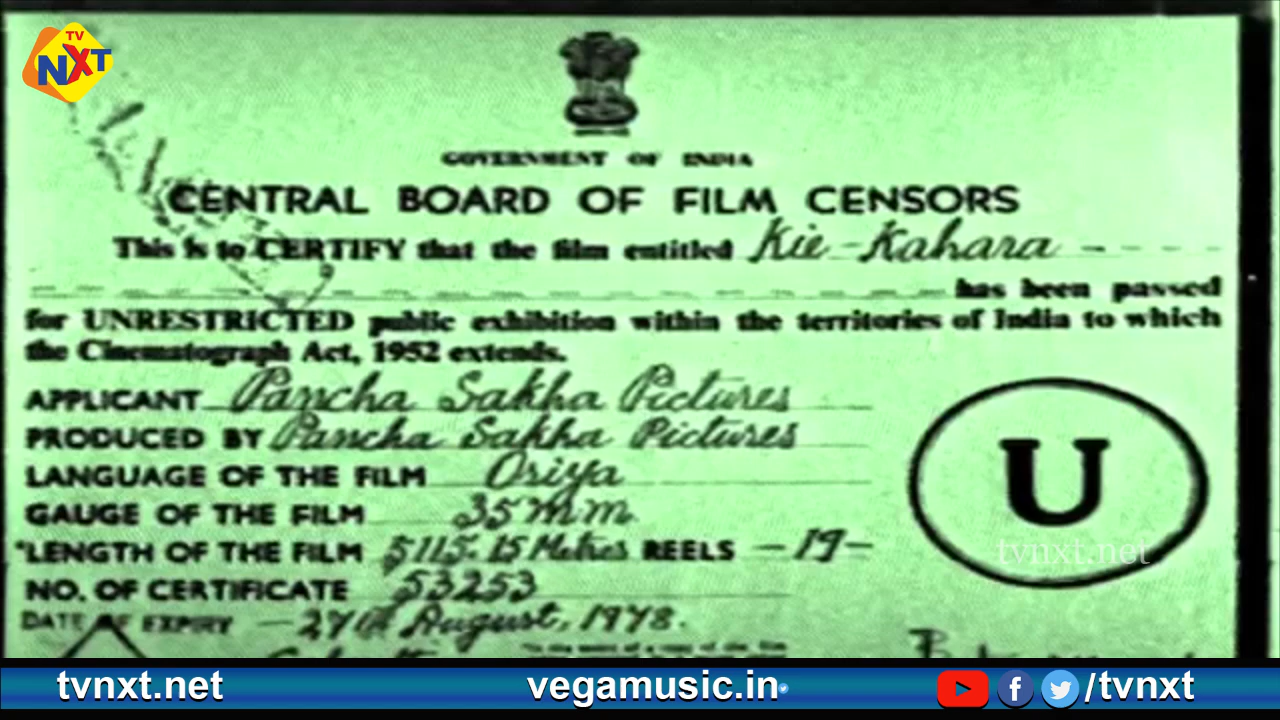 TV
NXT
GOVERNMENT OF INDIA
CENTRAL BOARD OF FILM CENSORS
This is to CERTIFY that the film entitled Kie-Kahara
has been passed
for UNRESTRICTED public exhibition within the territories of India to which
the Cinematograph Act, 1952 extends.
APPLICANT Pancha Sakha Pictures
PRODUCED BY Pancha Sakha Pictures
LANGUAGE OF THE FILM Oriya
U
GAUGE OF THE FILM 35mm
*LENGTH OF THE FILM 5115.15 Metres REELS -19-
tvnxt.net
NO. OF CERTIFICATE 53253
DATE OF EXPIRY -27th August, 1978.
tvnxt.net vegamusic.in /tvnxt